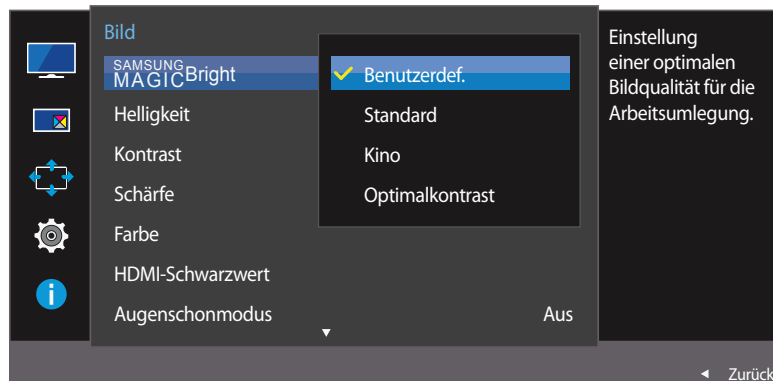 Bild
SAMSUNG
MAGICBright
Helligkeit
Kontrast
Schärfe
Farbe
HDMI-Schwarzwert
Augenschonmodus
Aus
Benutzerdef.
Standard
Kino
Optimalkontrast
Einstellung
einer optimalen
Bildqualität für die
Arbeitsumlegung.
Zurück